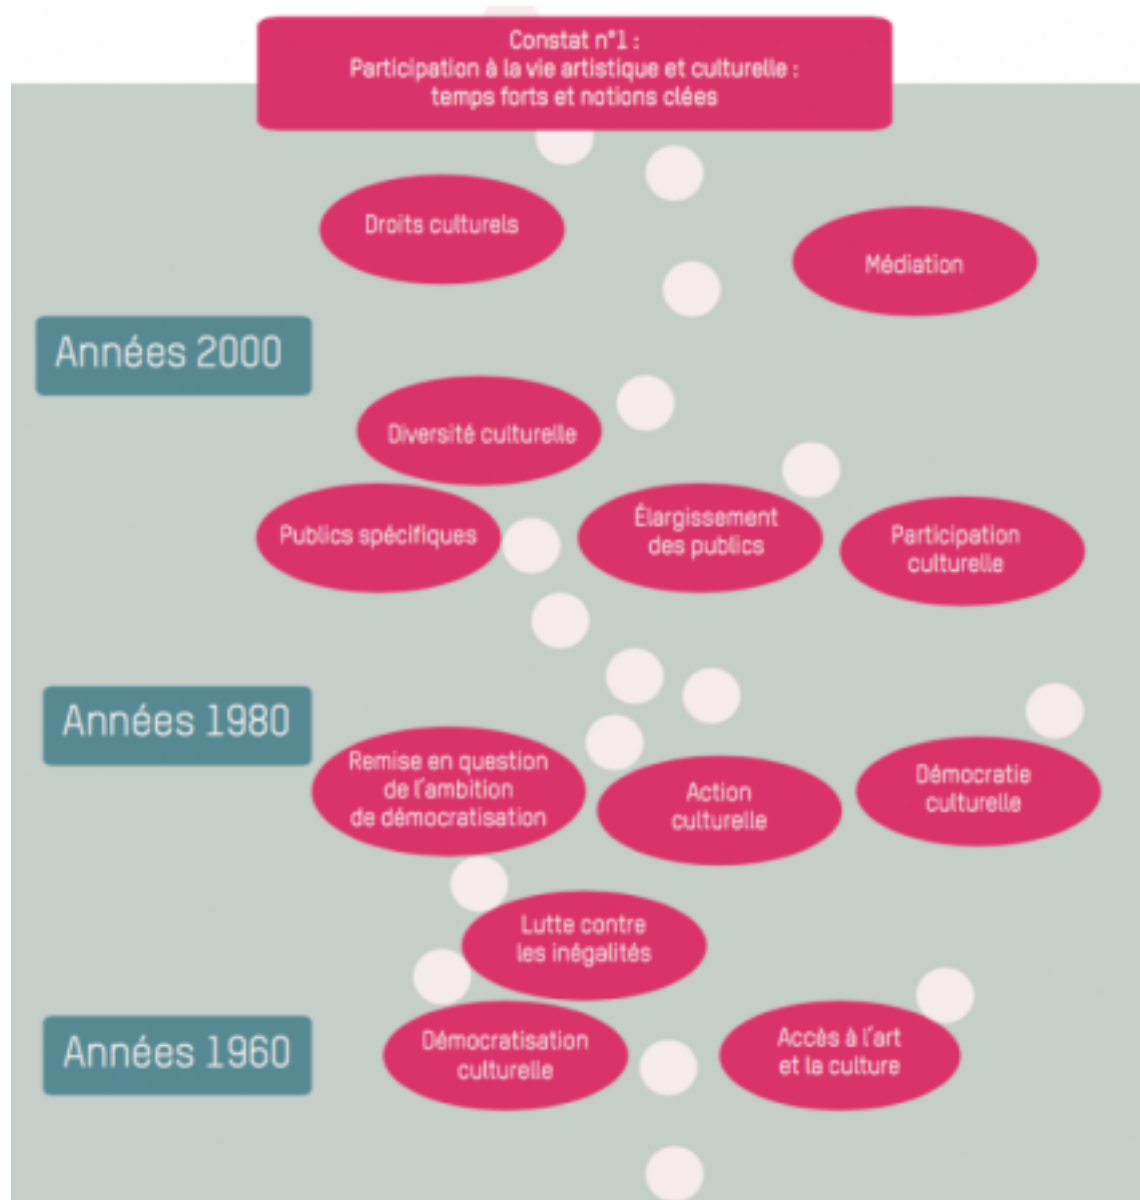 Constat n°1 :
Participation à la vie artistique et culturelle :
temps forts et notions clées
Droits culturels
Médiation
Années 2000
Diversité culturelle
Publics spécifiques
Élargissement
des publics
Participation
culturelle
Années 1980
Remise en question
de l'ambition
de démocratisation
Action
culturelle
Démocratie
culturelle
Lutte contre
les inégalités
Années 1960
Démocratisation
culturelle
Accès à l'art
et la culture